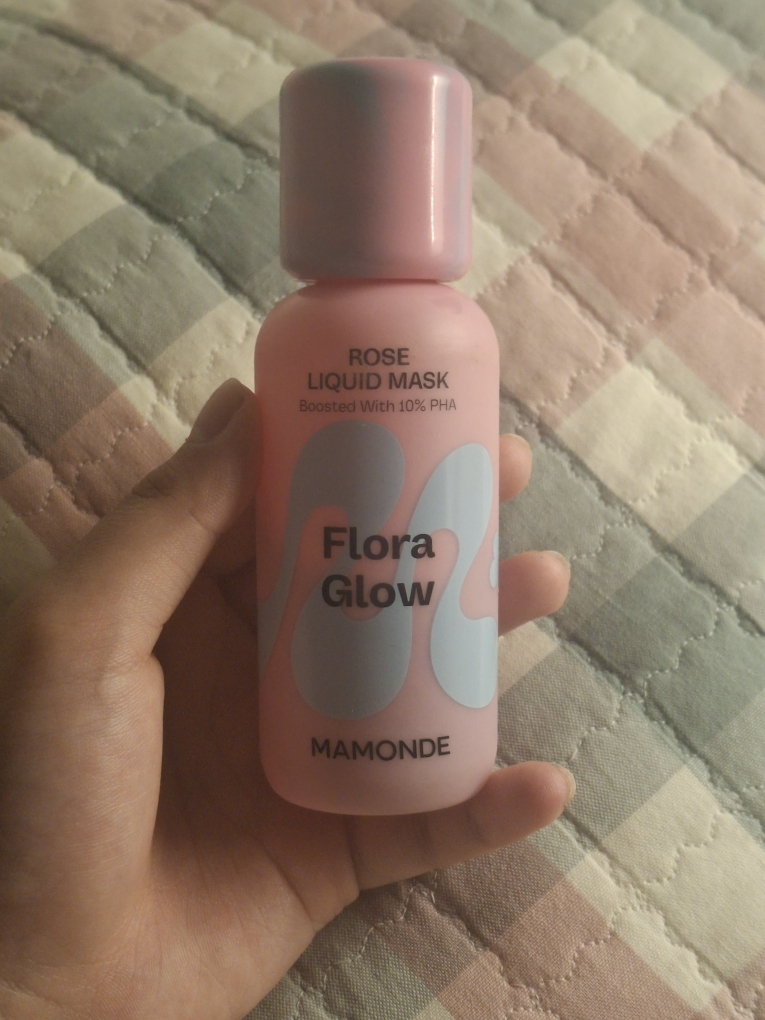 ROSE
LIQUID MASK
Boosted With 10% PHA
Flora
Glow
MAMONDE